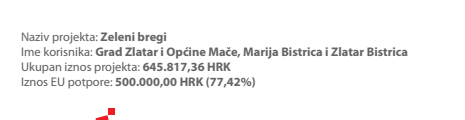 Naziv projekta: Zeleni bregi
Ime korisnika: Grad Zlatar i Općine Mače, Marija Bistrica i Zlatar Bistrica
Ukupan iznos projekta: 645.817,36 HRK
Iznos EU potpore: 500.000,00 HRK (77,42%)